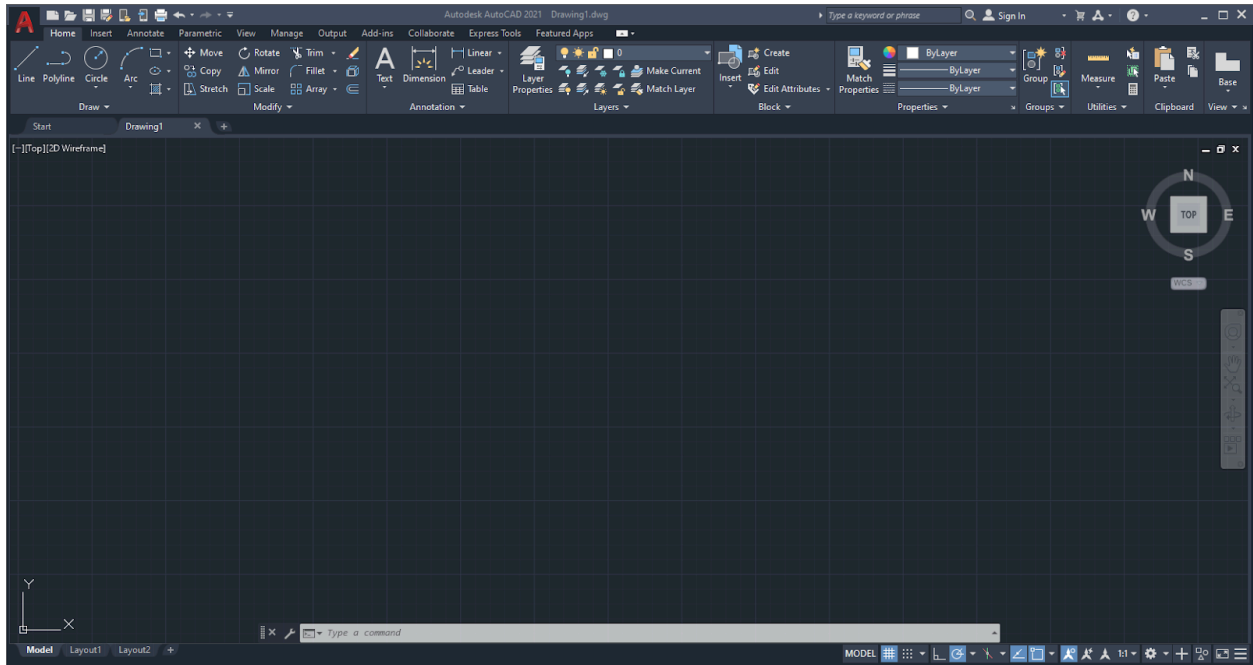 Autodesk AutoCAD 2021 Drawing1.dwg Type a keyword or phrase Sign In
Home Insert Annotate Parametric View Manage Output Add-ins Collaborate Express Tools Featured Apps
Move Rotate Trim Linear 0 Create ByLayer
Copy Mirror Fillet Leader Make Current Edit ByLayer
Line Polyline Circle Arc Text Dimension Layer Properties Insert Match Properties Group Measure Paste Base
Stretch Scale Array Table Match Layer Edit Attributes ByLayer
Draw Modify Annotation Layers Block Properties Groups Utilities Clipboard View
Start Drawing1
[−][Top][2D Wireframe]
N
W TOP E
S
WCS
Y
X
Type a command
Model Layout1 Layout2 +
MODEL 1:1